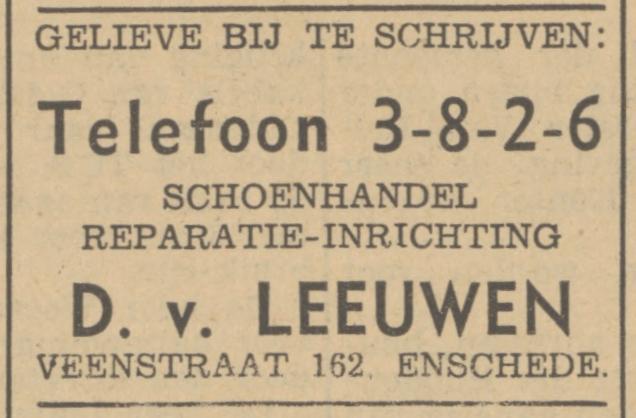 GELIEVE BIJ TE SCHRIJVEN:
Telefoon 3-8-2-6
SCHOENHANDEL
REPARATIE-INRICHTING
D. v. LEEUWEN
VEENSTRAAT 162, ENSCHEDE.